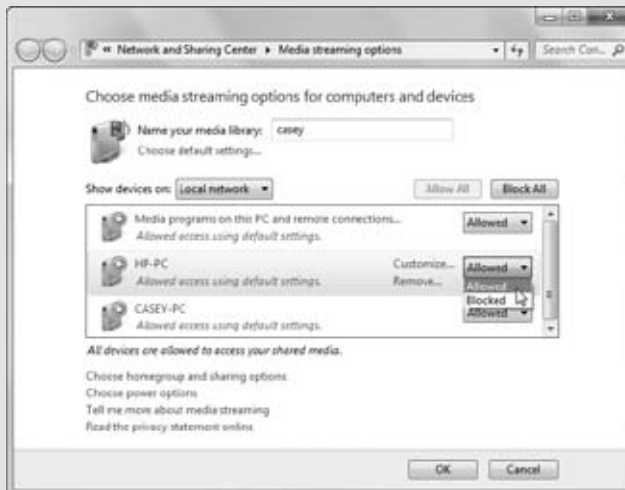 « Network and Sharing Center ▸ Media streaming options
Search Con...
Choose media streaming options for computers and devices
Name your media library: casey
Choose default settings...
Show devices on: Local network
Allow All
Block All
Media programs on this PC and remote connections...
Allowed
Allowed access using default settings.
HP-PC
Customize...
Allowed
Allowed access using default settings.
Remove...
Allowed
Blocked
CASEY-PC
Allowed
Allowed access using default settings.
All devices are allowed to access your shared media.
Choose homegroup and sharing options
Choose power options
Tell me more about media streaming
Read the privacy statement online
OK
Cancel